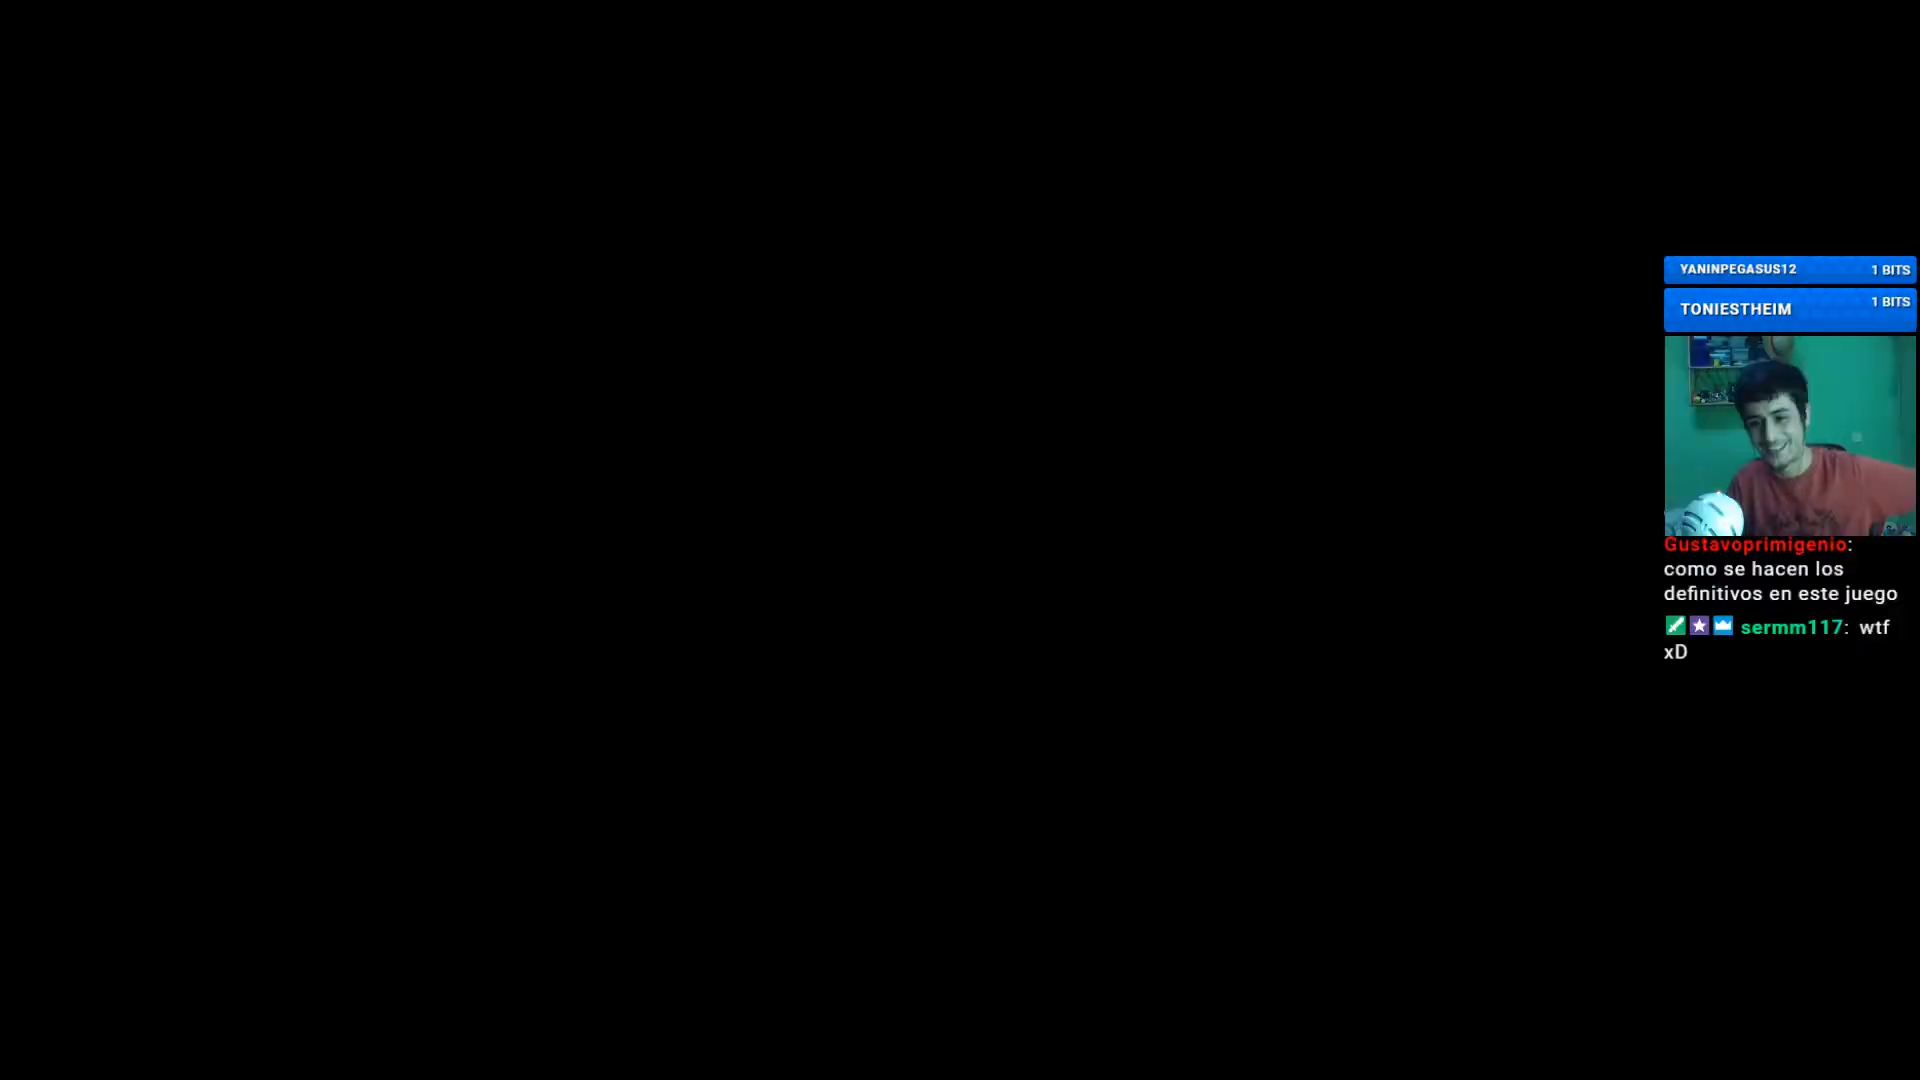 YANINPEGASUS12 1 BITS
TONIESTHEIM 1 BITS
Gustavoprimigenio:
como se hacen los
definitivos en este juego
sermm117: wtf
xD